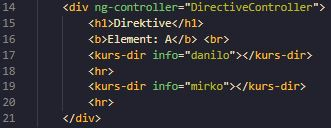 14 <div ng-controller="DirectiveController">
15 <h1>Direktive</h1>
16 <b>Element: A</b> <br>
17 <kurs-dir info="danilo"></kurs-dir>
18 <hr>
19 <kurs-dir info="mirko"></kurs-dir>
20 <hr>
21 </div>